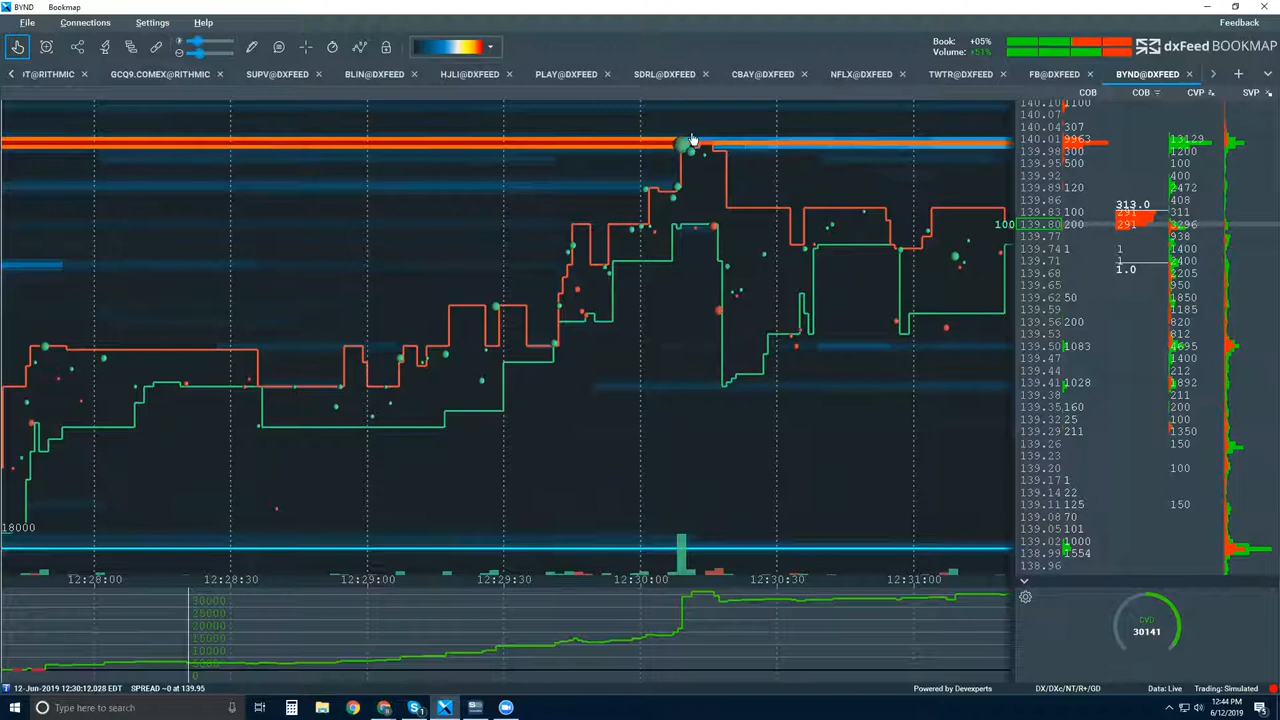 BYND
Bookmap
File Connections Settings Help
Feedback
Book: +05%
Volume: +51%
dxFeed BOOKMAP
IT@RITHMIC × GCQ9.COMEX@RITHMIC × SUPV@DXFEED × BLIN@DXFEED × HJLI@DXFEED × PLAY@DXFEED × SDRL@DXFEED × CBAY@DXFEED × NFLX@DXFEED × TWTR@DXFEED × FB@DXFEED × BYND@DXFEED ×
COB COB CVP SVP
140.10 1100
140.07
140.04 307
140.01 9963 13129
139.98 300 1200
139.95 500 100
139.92 400
139.89 120 2472
139.86 408
313.0
139.83 100 291 311
100 139.80 200 291 3296
139.77 938
139.74 1 1 1400
139.71 1 2400
1.0
139.68 2205
139.65 950
139.62 50 1850
139.59 1185
139.56 200 820
139.53 812
139.50 1083 4695
139.47 1400
139.44 212
139.41 1028 1892
139.38 211
139.35 160 200
139.32 25 100
139.29 211 1350
139.26 150
139.23
139.20 100
139.17 1
139.14 22
139.11 125 150
139.08 70
139.05 101
139.02 1000
138.99 1554
138.96
18000
12:28:00 12:28:30 12:29:00 12:29:30 12:30:00 12:30:30 12:31:00
30000
25000
20000
15000
10000
5000
0
CVD
30141
12-Jun-2019 12:30:12.028 EDT SPREAD ~0 at 139.95
Powered by Devexperts
DX/DXc/NT/R+/GD
Data: Live
Trading: Simulated
Type here to search
12:44 PM
6/12/2019
5